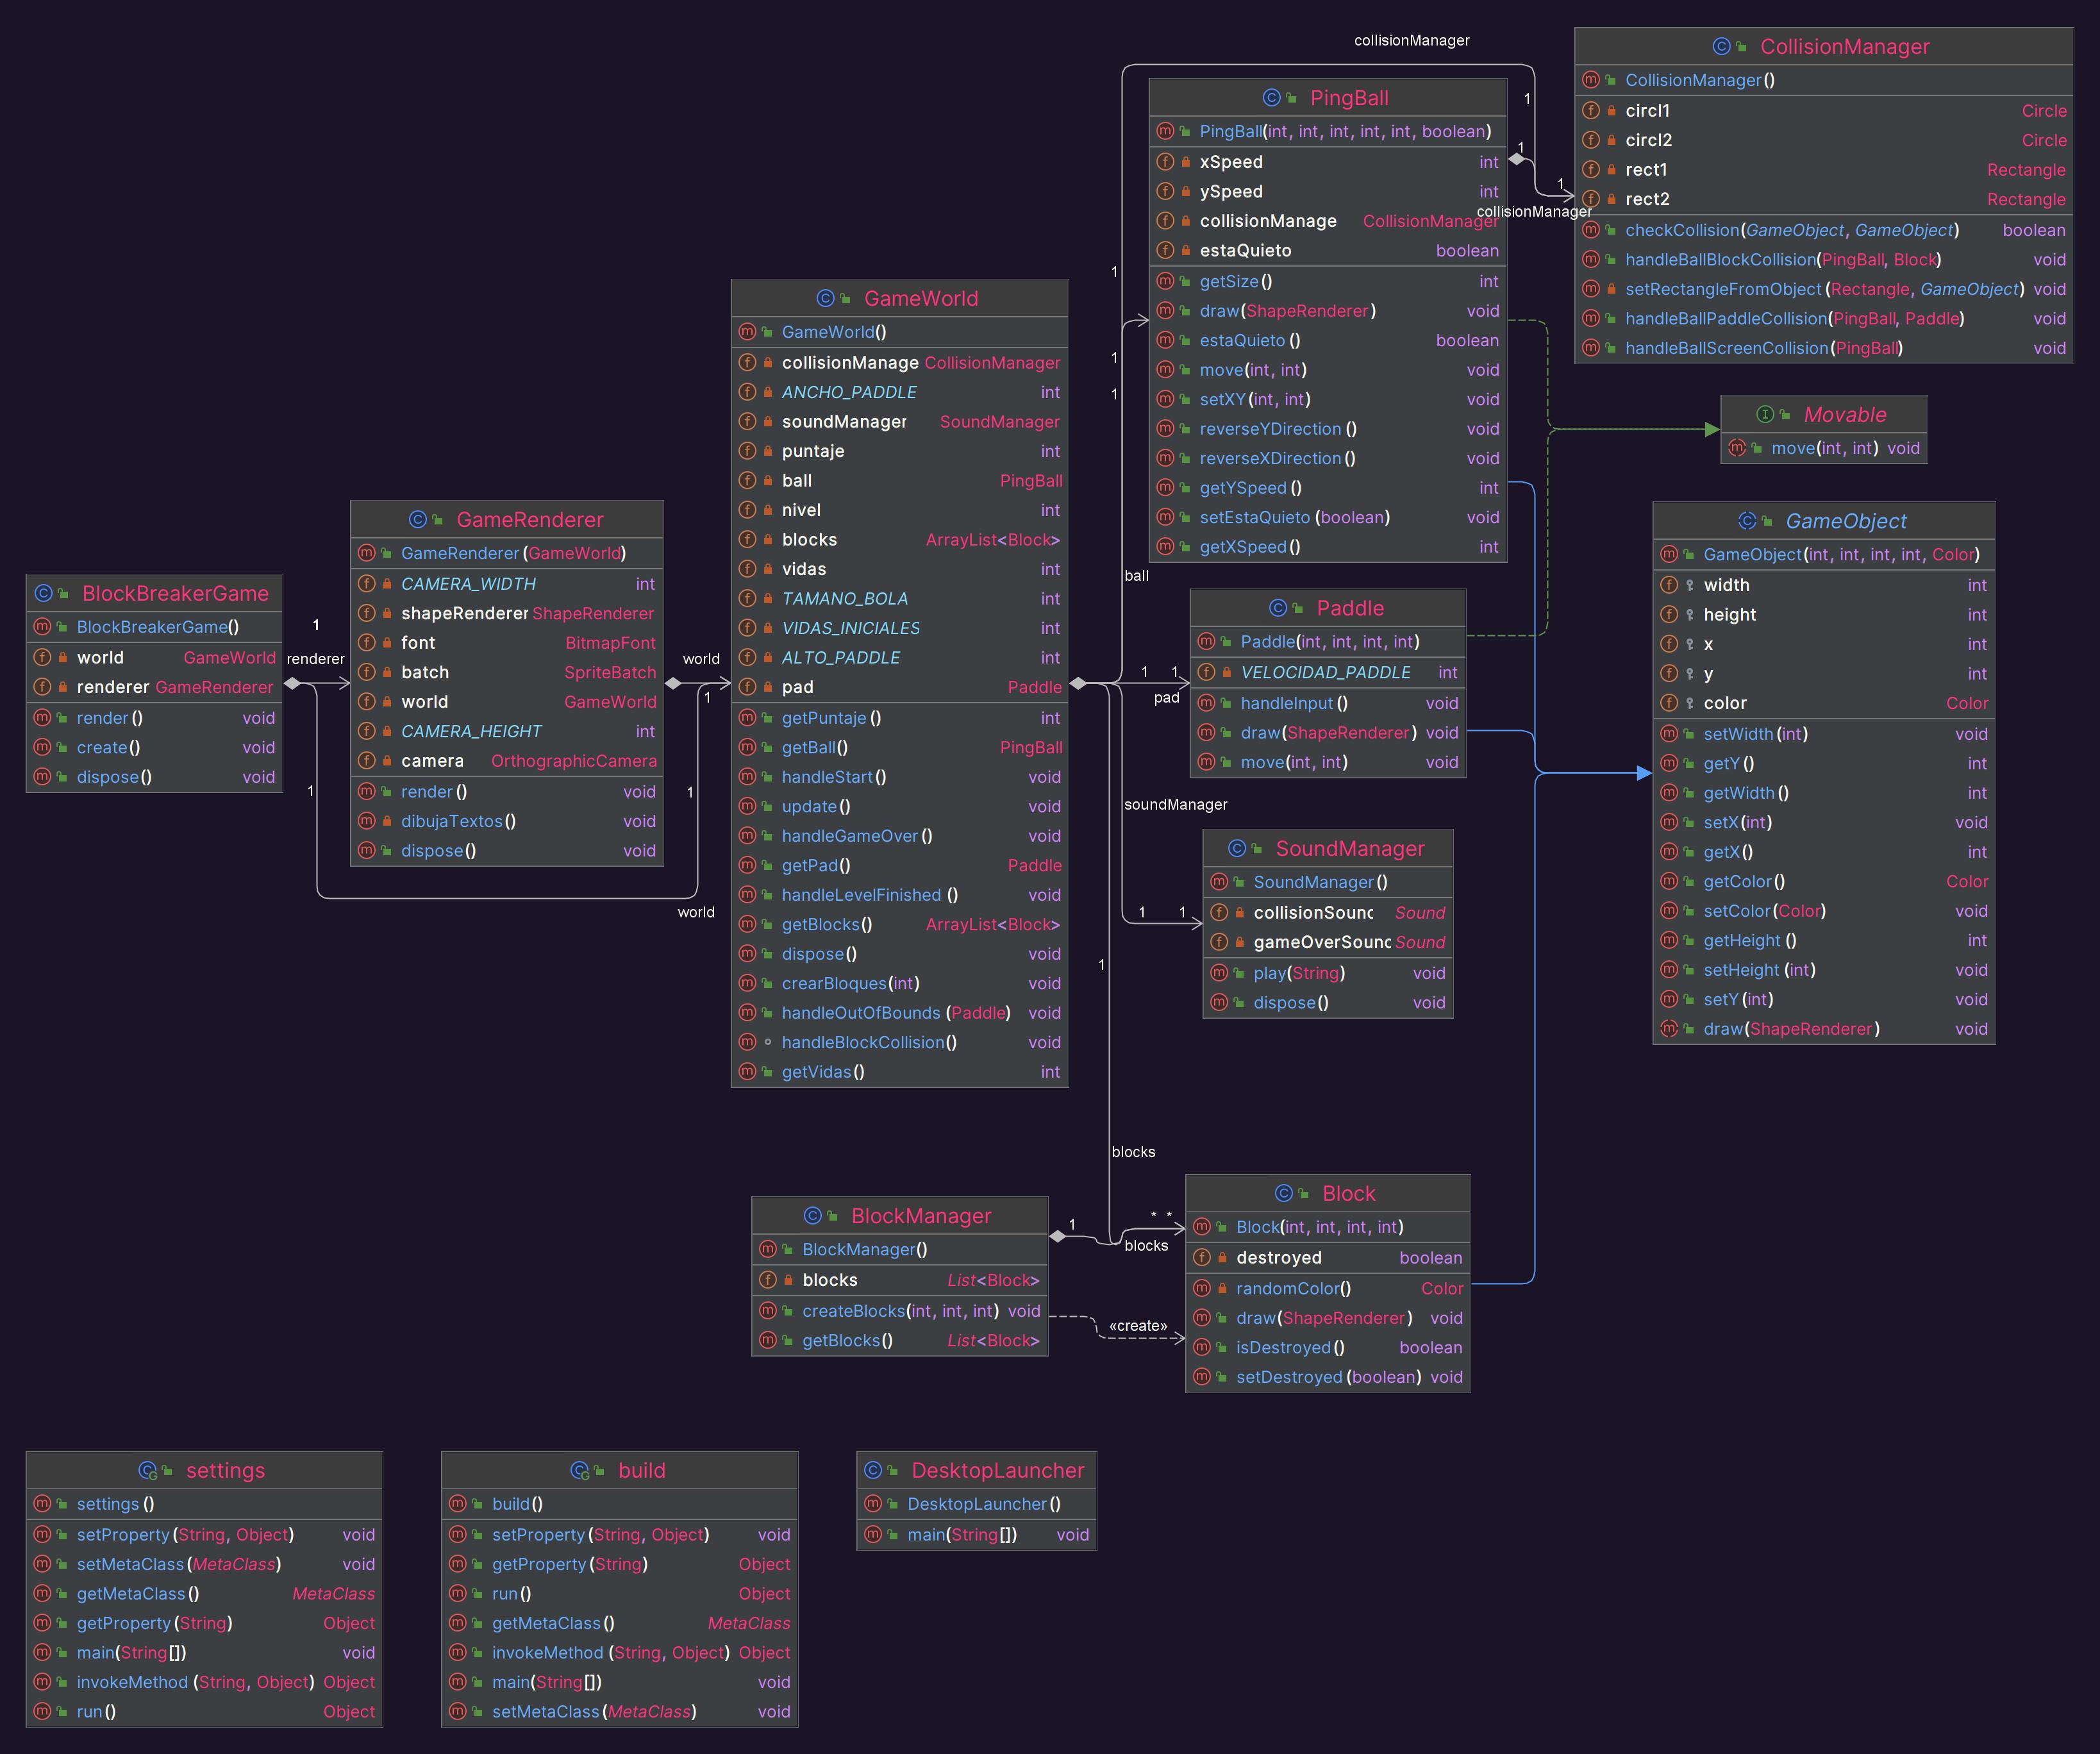 collisionManager
CollisionManager
CollisionManager()
circl1 Circle
circl2 Circle
rect1 Rectangle
rect2 Rectangle
checkCollision(GameObject, GameObject) boolean
handleBallBlockCollision(PingBall, Block) void
setRectangleFromObject(Rectangle, GameObject) void
handleBallPaddleCollision(PingBall, Paddle) void
handleBallScreenCollision(PingBall) void
PingBall
PingBall(int, int, int, int, int, boolean)
xSpeed int
ySpeed int
collisionManage CollisionManager
estaQuieto boolean
getSize() int
draw(ShapeRenderer) void
estaQuieto() boolean
move(int, int) void
setXY(int, int) void
reverseYDirection() void
reverseXDirection() void
getYSpeed() int
setEstaQuieto(boolean) void
getXSpeed() int
1
1
1
collisionManager
1
1
1
ball
Movable
move(int, int) void
GameWorld
GameWorld()
collisionManage CollisionManager
ANCHO_PADDLE int
soundManager SoundManager
puntaje int
ball PingBall
nivel int
blocks ArrayList<Block>
vidas int
TAMANO_BOLA int
VIDAS_INICIALES int
ALTO_PADDLE int
pad Paddle
getPuntaje() int
getBall() PingBall
handleStart() void
update() void
handleGameOver() void
getPad() Paddle
handleLevelFinished() void
getBlocks() ArrayList<Block>
dispose() void
crearBloques(int) void
handleOutOfBounds(Paddle) void
handleBlockCollision() void
getVidas() int
GameRenderer
GameRenderer(GameWorld)
CAMERA_WIDTH int
shapeRenderer ShapeRenderer
font BitmapFont
batch SpriteBatch
world GameWorld
CAMERA_HEIGHT int
camera OrthographicCamera
render() void
dibujaTextos() void
dispose() void
BlockBreakerGame
BlockBreakerGame()
world GameWorld
renderer GameRenderer
render() void
create() void
dispose() void
1
renderer
1
world
1
1
world
Paddle
Paddle(int, int, int, int)
VELOCIDAD_PADDLE int
handleInput() void
draw(ShapeRenderer) void
move(int, int) void
1 1
pad
GameObject
GameObject(int, int, int, int, Color)
width int
height int
x int
y int
color Color
setWidth(int) void
getY() int
getWidth() int
setX(int) void
getX() int
getColor() Color
setColor(Color) void
getHeight() int
setHeight(int) void
setY(int) void
draw(ShapeRenderer) void
soundManager
1 1
SoundManager
SoundManager()
collisionSound Sound
gameOverSound Sound
play(String) void
dispose() void
1
blocks
BlockManager
BlockManager()
blocks List<Block>
createBlocks(int, int, int) void
getBlocks() List<Block>
1
* *
blocks
«create»
Block
Block(int, int, int, int)
destroyed boolean
randomColor() Color
draw(ShapeRenderer) void
isDestroyed() boolean
setDestroyed(boolean) void
settings
settings()
setProperty(String, Object) void
setMetaClass(MetaClass) void
getMetaClass() MetaClass
getProperty(String) Object
main(String[]) void
invokeMethod(String, Object) Object
run() Object
build
build()
setProperty(String, Object) void
getProperty(String) Object
run() Object
getMetaClass() MetaClass
invokeMethod(String, Object) Object
main(String[]) void
setMetaClass(MetaClass) void
DesktopLauncher
DesktopLauncher()
main(String[]) void